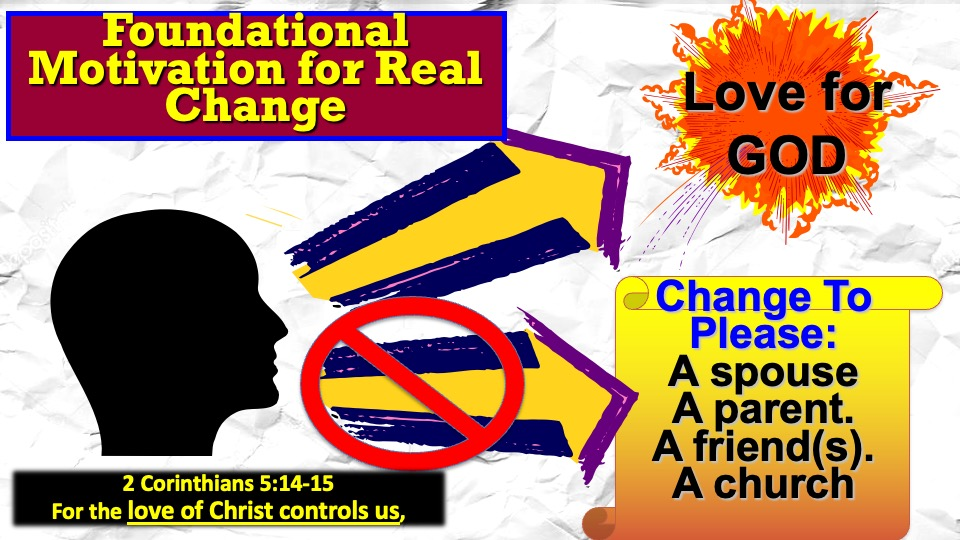 Foundational
Motivation for Real
Change
Love for
GOD
Change To
Please:
A spouse
A parent.
A friend(s).
A church
2 Corinthians 5:14-15
For the love of Christ controls us,